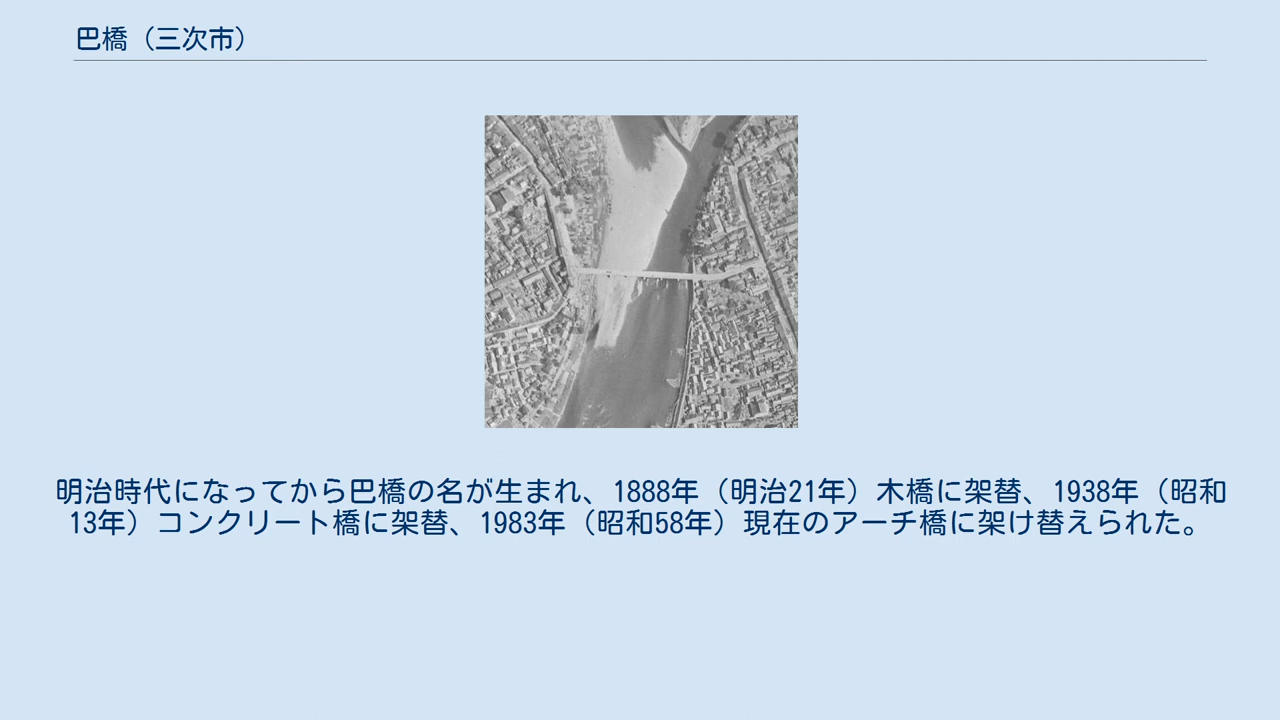 巴橋（三次市）
明治時代になってから巴橋の名が生まれ、1888年（明治21年）木橋に架替、1938年（昭和
13年）コンクリート橋に架替、1983年（昭和58年）現在のアーチ橋に架け替えられた。